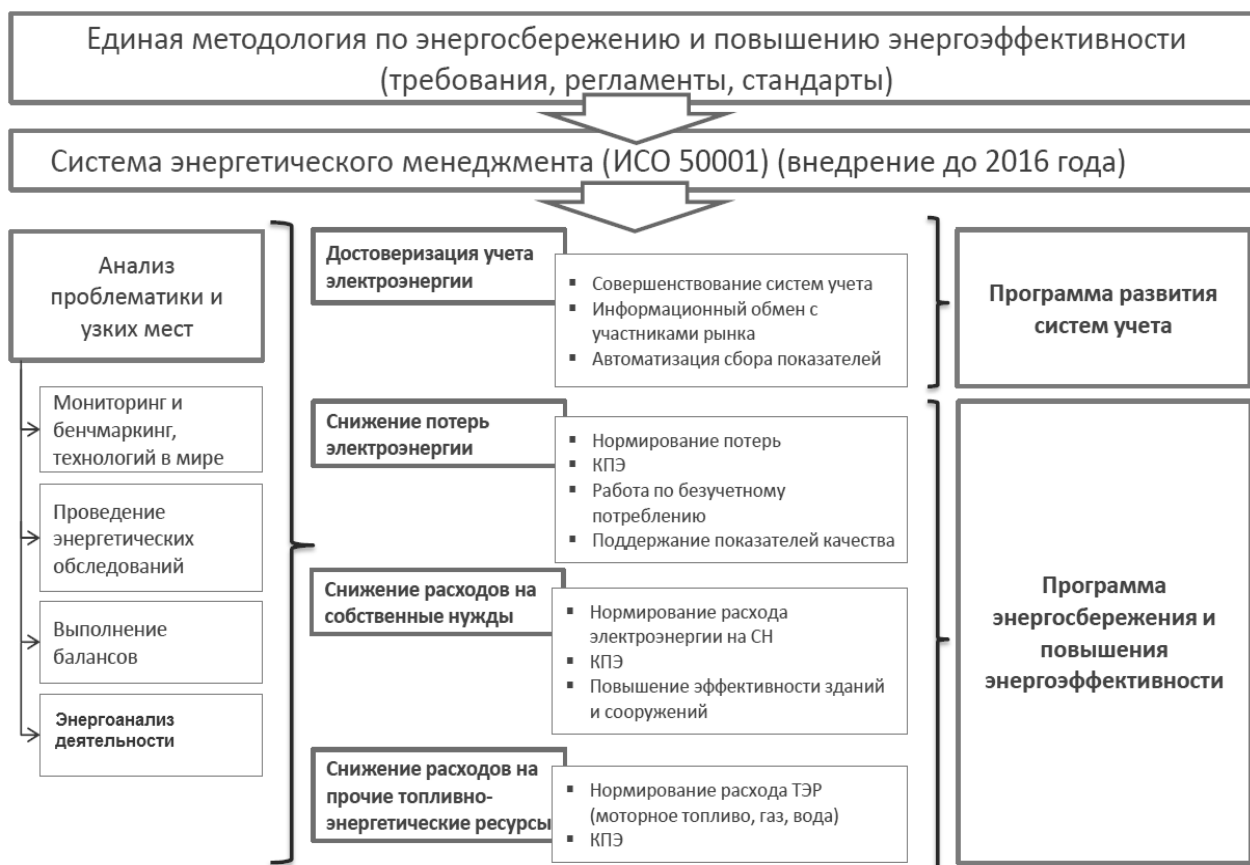 Единая методология по энергосбережению и повышению энергоэффективности
(требования, регламенты, стандарты)
Система энергетического менеджмента (ИСО 50001) (внедрение до 2016 года)
Анализ
проблематики и
узких мест
Мониторинг и
бенчмаркинг,
технологий в мире
Проведение
энергетических
обследований
Выполнение
балансов
Энергоанализ
деятельности
Достоверизация учета
электроэнергии
▪ Совершенствование систем учета
▪ Информационный обмен с
участниками рынка
▪ Автоматизация сбора показателей
Снижение потерь
электроэнергии
▪ Нормирование потерь
▪ КПЭ
▪ Работа по безучетному
потреблению
▪ Поддержание показателей качества
Снижение расходов на
собственные нужды
▪ Нормирование расхода
электроэнергии на СН
▪ КПЭ
▪ Повышение эффективности зданий
и сооружений
Снижение расходов на
прочие топливно-
энергетические ресурсы
▪ Нормирование расхода ТЭР
(моторное топливо, газ, вода)
▪ КПЭ
Программа развития
систем учета
Программа
энергосбережения и
повышения
энергоэффективности